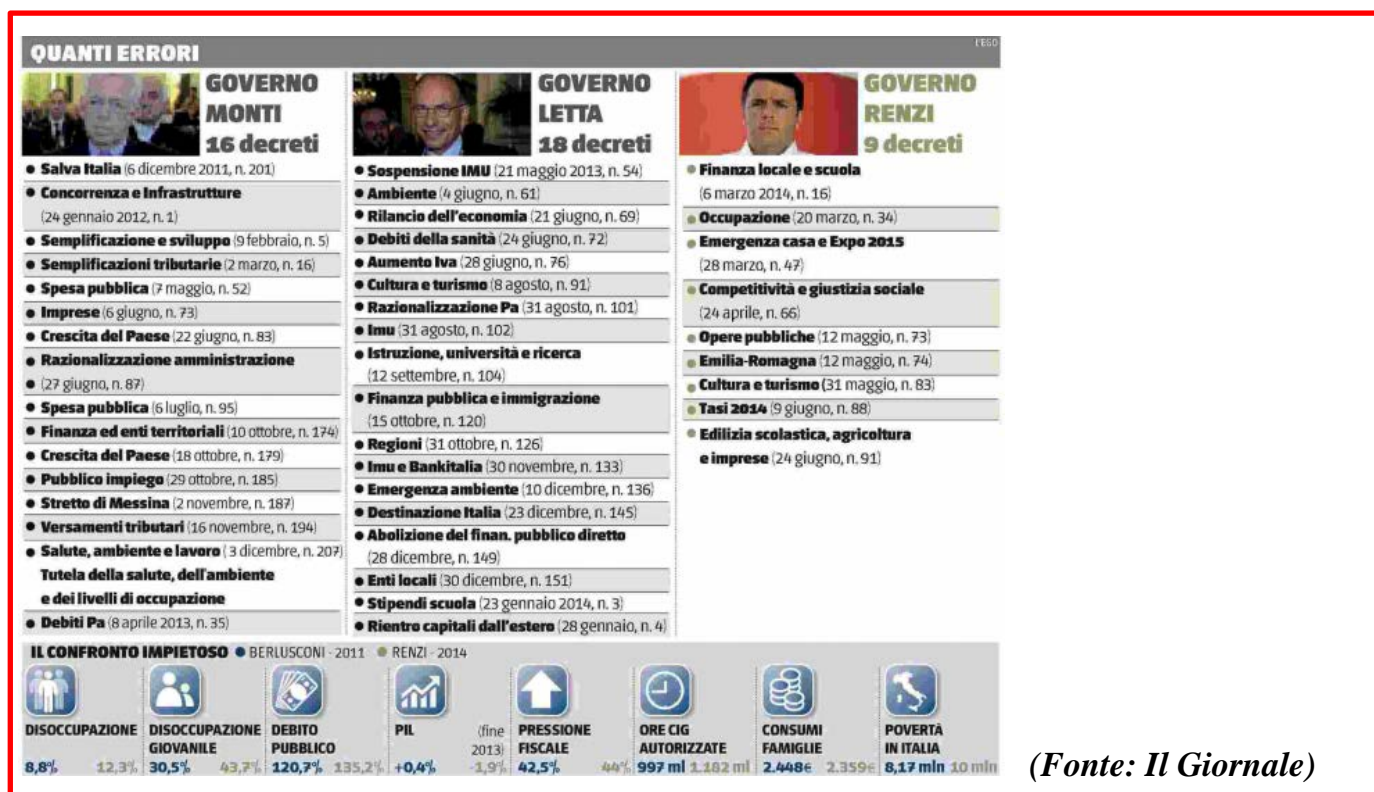 QUANTI ERRORI
L'EGO
GOVERNO
MONTI
16 decreti
● Salva Italia (6 dicembre 2011, n. 201)
● Concorrenza e Infrastrutture
(24 gennaio 2012, n. 1)
● Semplificazione e sviluppo (9 febbraio, n. 5)
● Semplificazioni tributarie (2 marzo, n. 16)
● Spesa pubblica (7 maggio, n. 52)
● Imprese (6 giugno, n. 73)
● Crescita del Paese (22 giugno, n. 83)
● Razionalizzazione amministrazione
● (27 giugno, n. 87)
● Spesa pubblica (6 luglio, n. 95)
● Finanza ed enti territoriali (10 ottobre, n. 174)
● Crescita del Paese (18 ottobre, n. 179)
● Pubblico impiego (29 ottobre, n. 185)
● Stretto di Messina (2 novembre, n. 187)
● Versamenti tributari (16 novembre, n. 194)
● Salute, ambiente e lavoro ( 3 dicembre, n. 207)
Tutela della salute, dell'ambiente
e dei livelli di occupazione
● Debiti Pa (8 aprile 2013, n. 35)
GOVERNO
LETTA
18 decreti
● Sospensione IMU (21 maggio 2013, n. 54)
● Ambiente (4 giugno, n. 61)
● Rilancio dell'economia (21 giugno, n. 69)
● Debiti della sanità (24 giugno, n. 72)
● Aumento Iva (28 giugno, n. 76)
● Cultura e turismo (8 agosto, n. 91)
● Razionalizzazione Pa (31 agosto, n. 101)
● Imu (31 agosto, n. 102)
● Istruzione, università e ricerca
(12 settembre, n. 104)
● Finanza pubblica e immigrazione
(15 ottobre, n. 120)
● Regioni (31 ottobre, n. 126)
● Imu e Bankitalia (30 novembre, n. 133)
● Emergenza ambiente (10 dicembre, n. 136)
● Destinazione Italia (23 dicembre, n. 145)
● Abolizione del finan. pubblico diretto
(28 dicembre, n. 149)
● Enti locali (30 dicembre, n. 151)
● Stipendi scuola (23 gennaio 2014, n. 3)
● Rientro capitali dall'estero (28 gennaio, n. 4)
GOVERNO
RENZI
9 decreti
● Finanza locale e scuola
(6 marzo 2014, n. 16)
● Occupazione (20 marzo, n. 34)
● Emergenza casa e Expo 2015
(28 marzo, n. 47)
● Competitività e giustizia sociale
(24 aprile, n. 66)
● Opere pubbliche (12 maggio, n. 73)
● Emilia-Romagna (12 maggio, n. 74)
● Cultura e turismo (31 maggio, n. 83)
● Tasi 2014 (9 giugno, n. 88)
● Edilizia scolastica, agricoltura
e imprese (24 giugno, n. 91)
IL CONFRONTO IMPIETOSO ● BERLUSCONI - 2011 ● RENZI - 2014
DISOCCUPAZIONE
8,8% 12,3%
DISOCCUPAZIONE
GIOVANILE
30,5% 43,7%
DEBITO
PUBBLICO
120,7% 135,2%
PIL (fine
2013)
+0,4% -1,9%
PRESSIONE
FISCALE
42,5% 44%
ORE CIG
AUTORIZZATE
997 ml 1.182 ml
CONSUMI
FAMIGLIE
2.448€ 2.359€
POVERTÀ
IN ITALIA
8,17 mln 10 mln
(Fonte: Il Giornale)